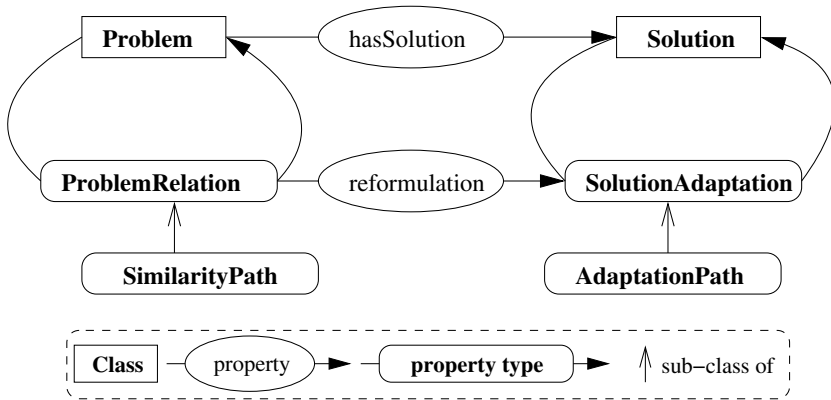 Problem hasSolution Solution
ProblemRelation reformulation SolutionAdaptation
SimilarityPath AdaptationPath
Class property property type sub-class of